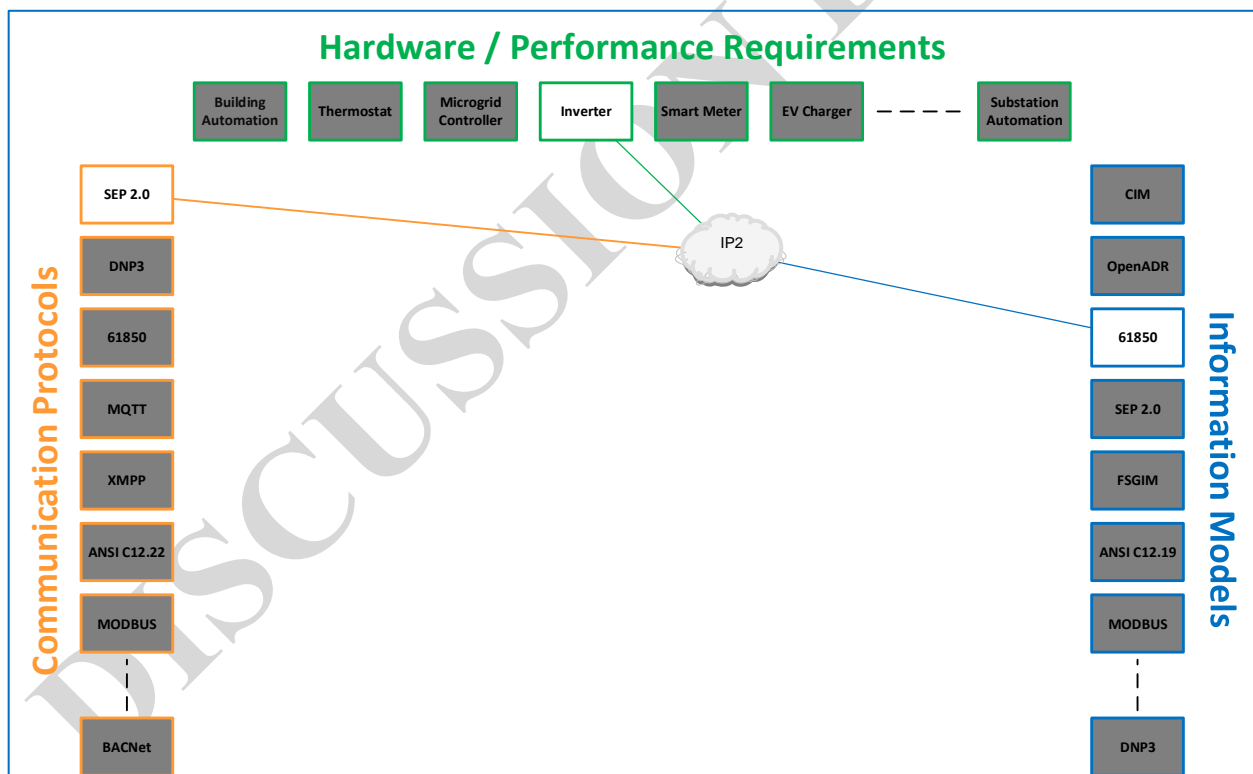 Hardware / Performance Requirements
Building
Automation
Thermostat
Microgrid
Controller
Inverter
Smart Meter
EV Charger
Substation
Automation
Communication Protocols
SEP 2.0
DNP3
61850
MQTT
XMPP
ANSI C12.22
MODBUS
BACNet
IP2
CIM
OpenADR
61850
SEP 2.0
FSGIM
ANSI C12.19
MODBUS
DNP3
Information Models
DISCUSSION